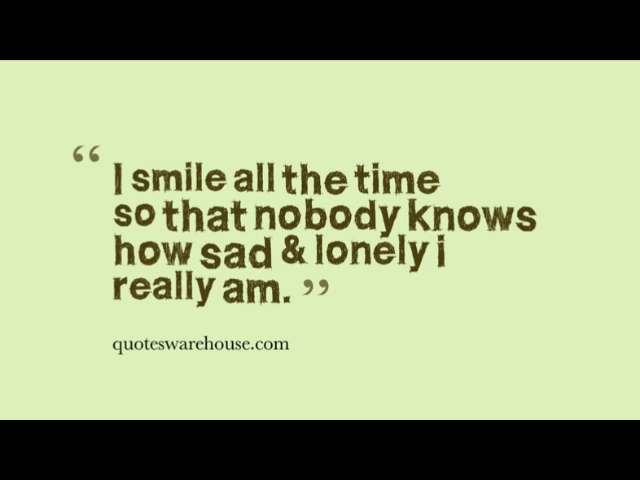 “ I smile all the time
so that nobody knows
how sad & lonely i
really am. ”
quoteswarehouse.com